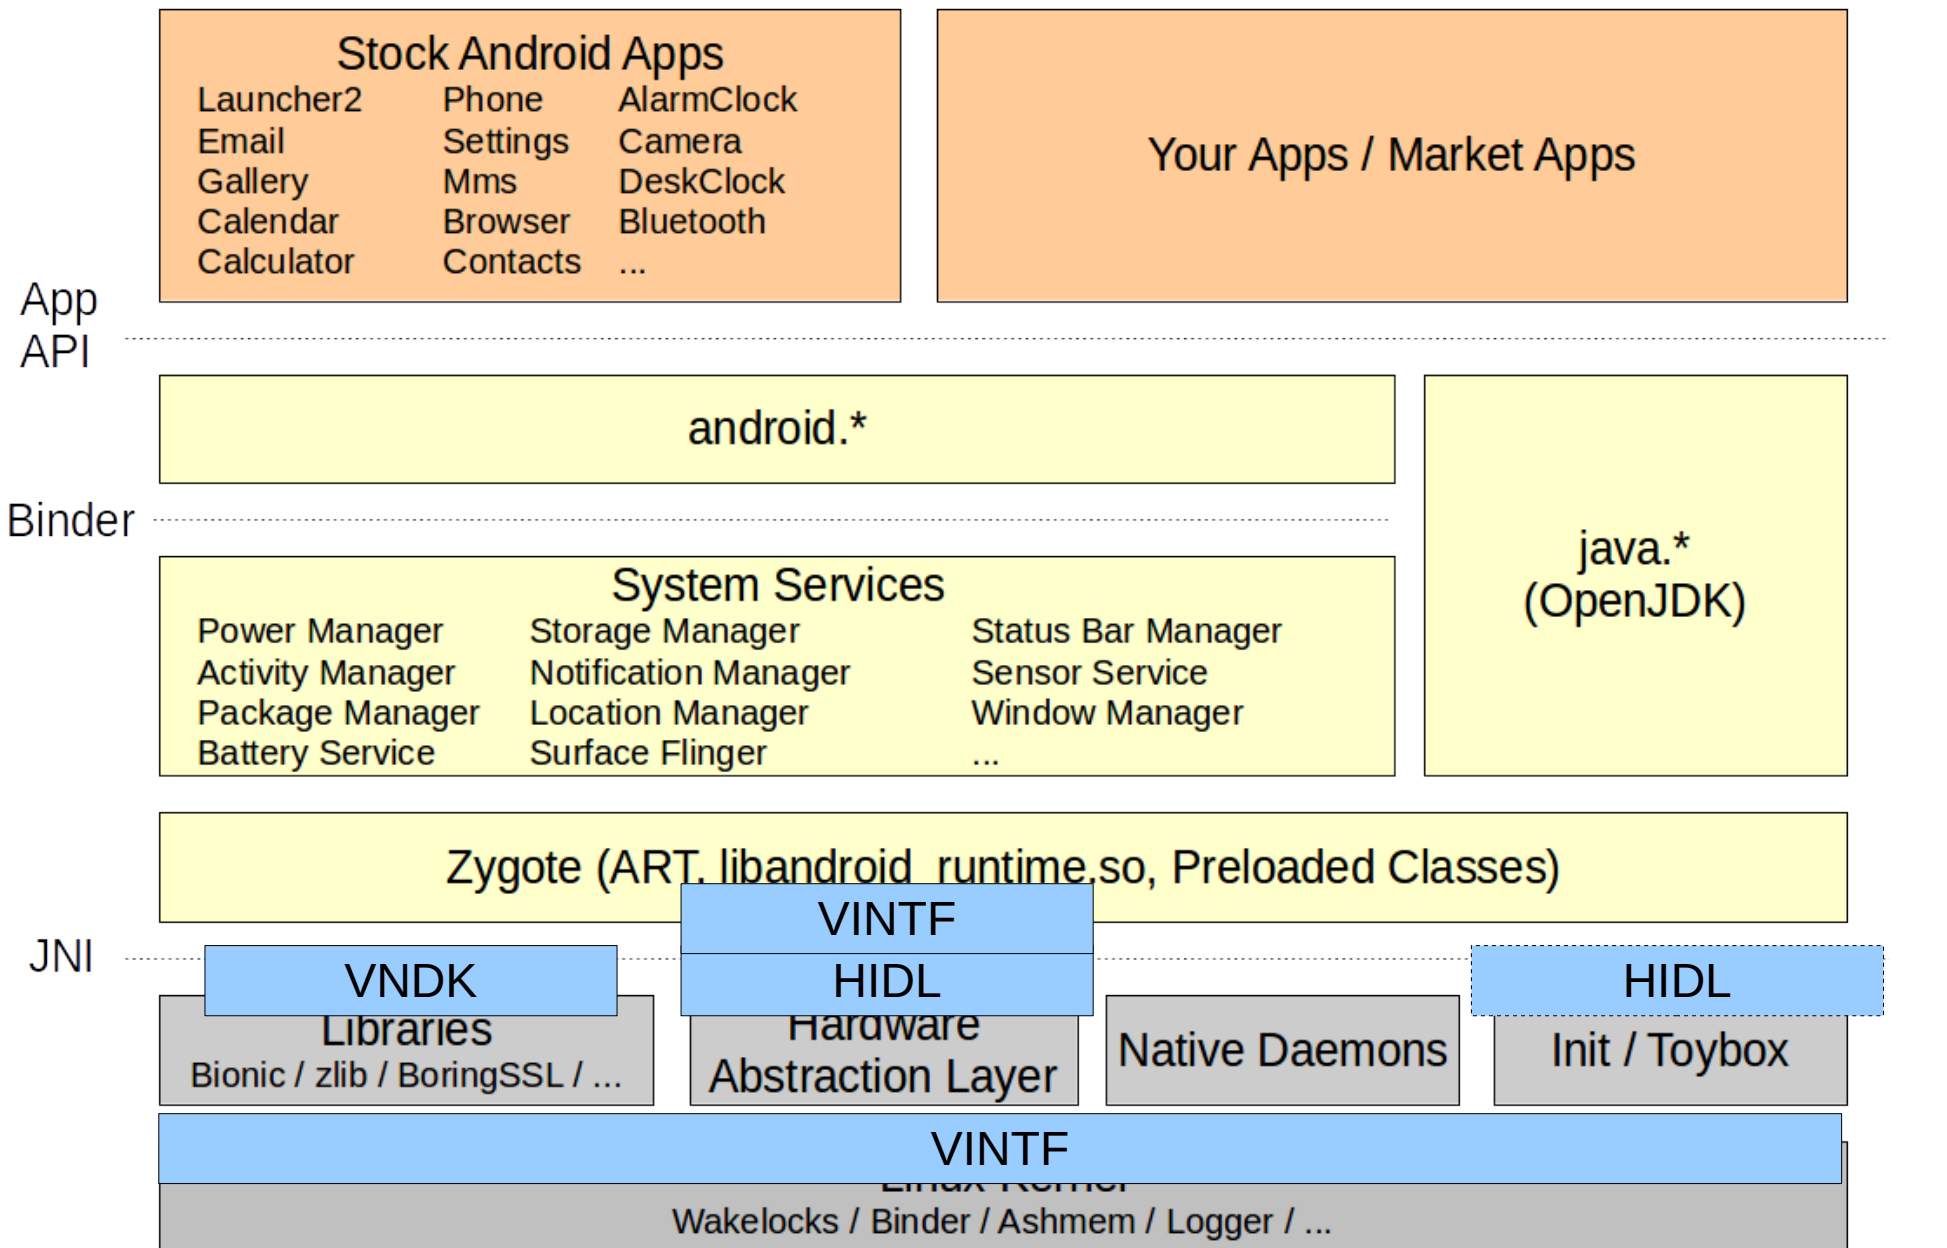 Stock Android Apps
Launcher2 Phone AlarmClock
Email Settings Camera
Gallery Mms DeskClock
Calendar Browser Bluetooth
Calculator Contacts ...
Your Apps / Market Apps
App
API
android.*
Binder
java.*
(OpenJDK)
System Services
Power Manager Storage Manager Status Bar Manager
Activity Manager Notification Manager Sensor Service
Package Manager Location Manager Window Manager
Battery Service Surface Flinger ...
Zygote (ART, libandroid_runtime.so, Preloaded Classes)
VINTF
JNI
VNDK
HIDL
HIDL
Libraries
Bionic / zlib / BoringSSL / ...
Hardware
Abstraction Layer
Native Daemons
Init / Toybox
VINTF
Linux Kernel
Wakelocks / Binder / Ashmem / Logger / ...